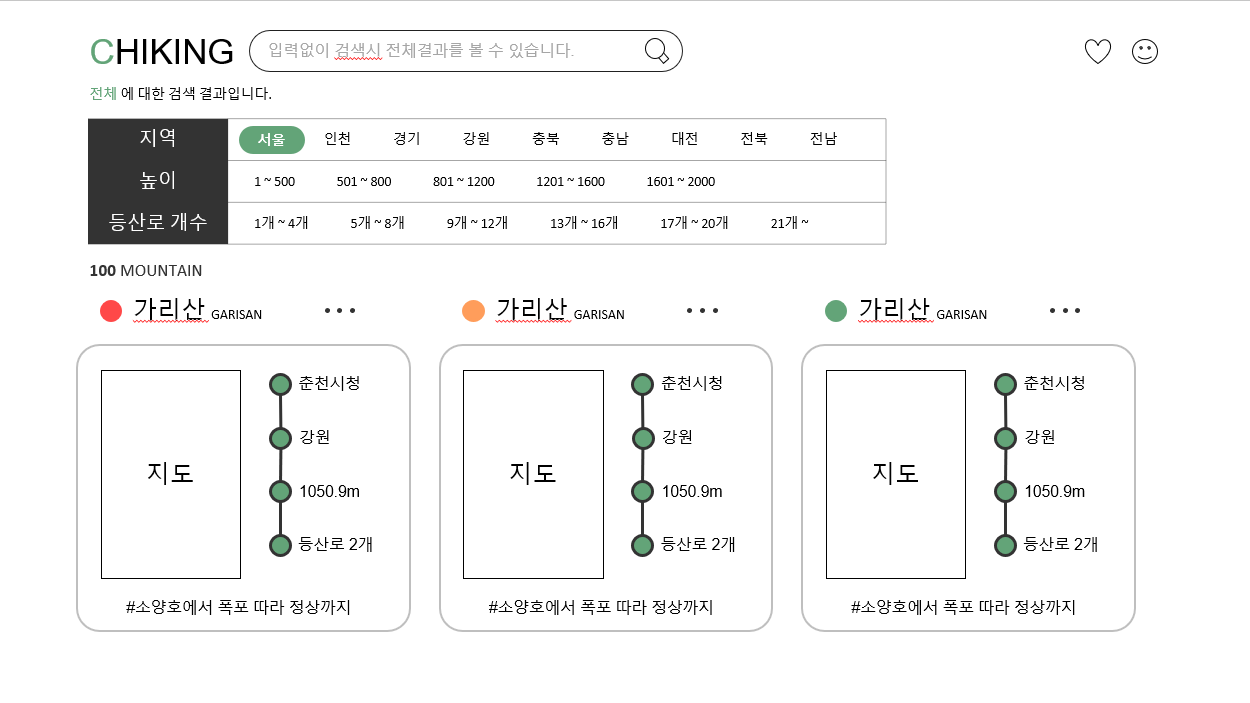 CHIKING 입력없이 검색시 전체결과를 볼 수 있습니다.
전체 에 대한 검색 결과입니다.
지역 서울 인천 경기 강원 충북 충남 대전 전북 전남
높이 1 ~ 500 501 ~ 800 801 ~ 1200 1201 ~ 1600 1601 ~ 2000
등산로 개수 1개 ~ 4개 5개 ~ 8개 9개 ~ 12개 13개 ~ 16개 17개 ~ 20개 21개 ~
100 MOUNTAIN
가리산 GARISAN
춘천시청
강원
지도
1050.9m
등산로 2개
#소양호에서 폭포 따라 정상까지
가리산 GARISAN
춘천시청
강원
지도
1050.9m
등산로 2개
#소양호에서 폭포 따라 정상까지
가리산 GARISAN
춘천시청
강원
지도
1050.9m
등산로 2개
#소양호에서 폭포 따라 정상까지